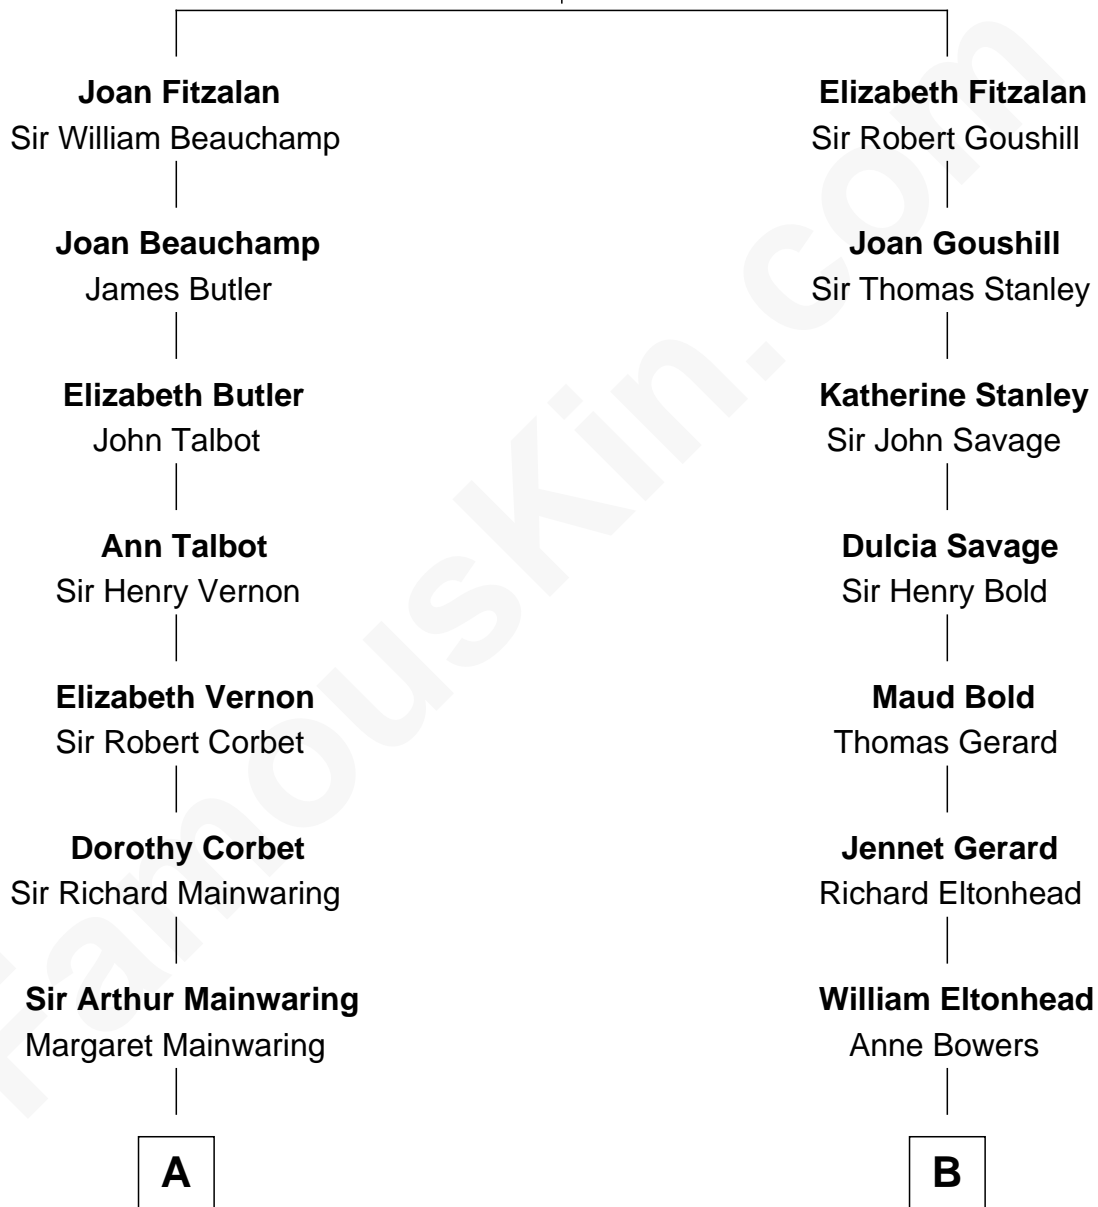 Joan Fitzalan
Sir William Beauchamp
Joan Beauchamp
James Butler
Elizabeth Butler
John Talbot
Ann Talbot
Sir Henry Vernon
Elizabeth Vernon
Sir Robert Corbet
Dorothy Corbet
Sir Richard Mainwaring
Sir Arthur Mainwaring
Margaret Mainwaring
A
Elizabeth Fitzalan
Sir Robert Goushill
Joan Goushill
Sir Thomas Stanley
Katherine Stanley
Sir John Savage
Dulcia Savage
Sir Henry Bold
Maud Bold
Thomas Gerard
Jennet Gerard
Richard Eltonhead
William Eltonhead
Anne Bowers
B
FamousKin.com